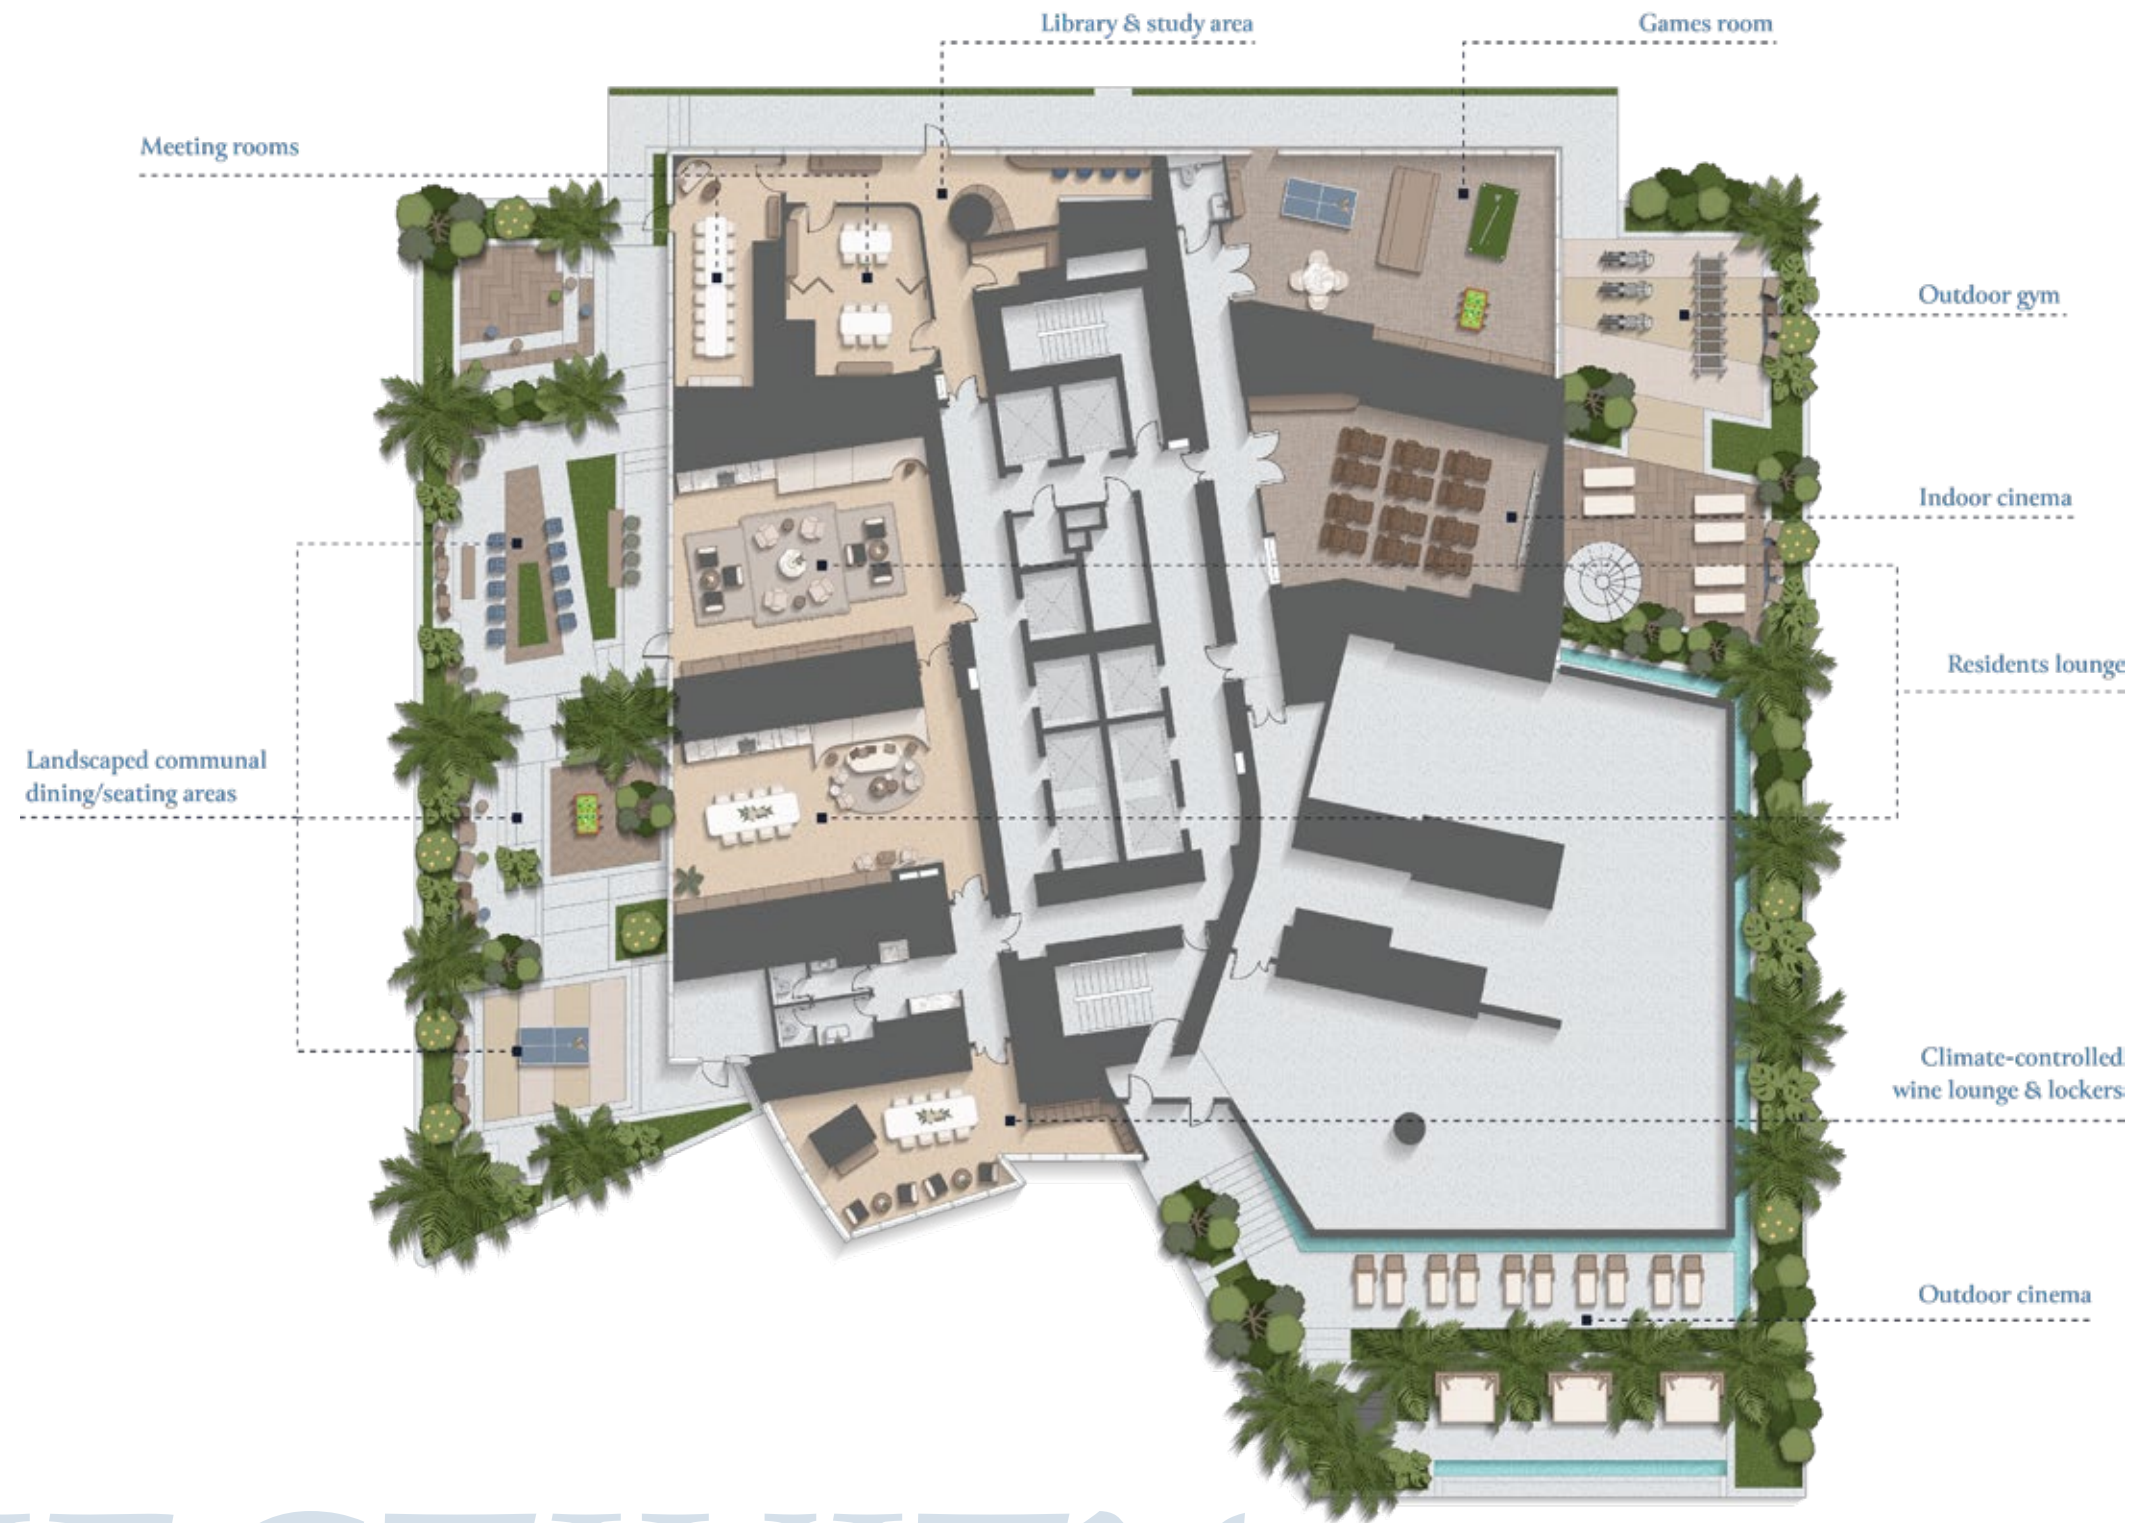 Library & study area
Games room
Meeting rooms
Outdoor gym
Indoor cinema
Residents lounge
Landscaped communal
dining/seating areas
Climate-controlled
wine lounge & lockers
Outdoor cinema